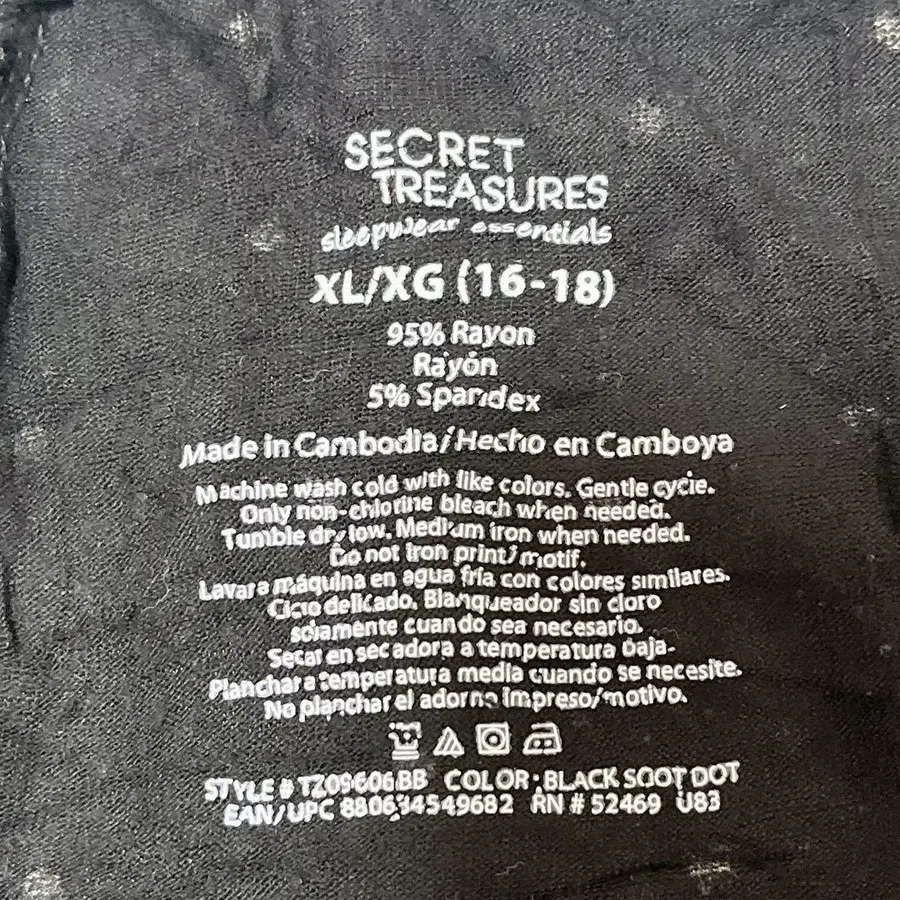 SECRET
TREASURES
sleepwear essentials
XL/XG (16-18)
95% Rayon
Rayón
5% Spandex
Made in Cambodia/Hecho en Camboya
Machine wash cold with like colors. Gentle cycle.
Only non-chlorine bleach when needed.
Tumble dry low. Medium iron when needed.
Do not iron print/motif.
Lavar a máquina en agua fría con colores similares.
Ciclo delicado. Blanqueador sin cloro
solamente cuando sea necesario.
Secar en secadora a temperatura baja.
Planchar a temperatura media cuando se necesite.
No planchar el adorno impreso/motivo.
STYLE # TZ09606BB COLOR: BLACK SOOT DOT
EAN/UPC RN # 52469 U83